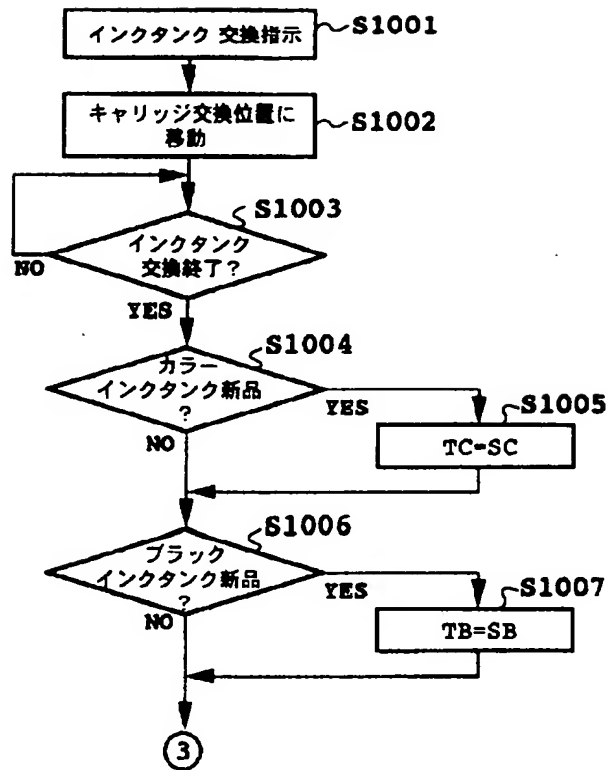 インクタンク 交換指示
S1001
キャリッジ交換位置に
移動
S1002
S1003
インクタンク
交換終了?
NO
YES
S1004
カラー
インクタンク新品
?
YES
NO
S1005
TC=SC
S1006
ブラック
インクタンク新品
?
YES
NO
S1007
TB=SB
3